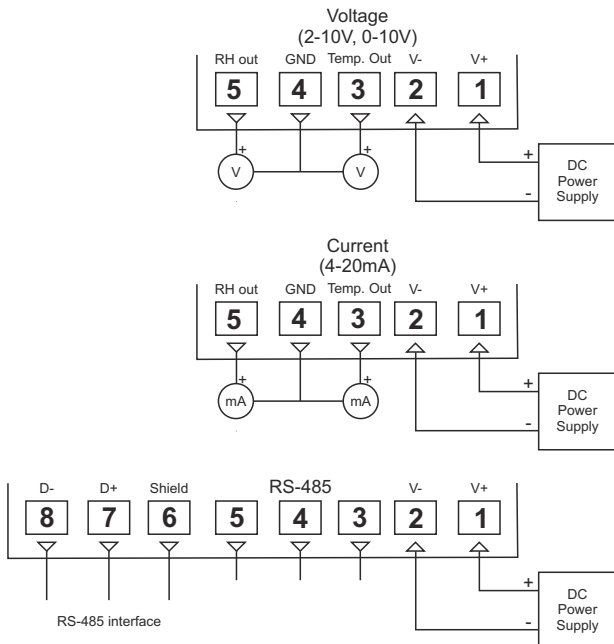 Voltage
(2-10V, 0-10V)
RH out GND Temp. Out V- V+
5 4 3 2 1
+ + +
V V
DC
Power
Supply
-
Current
(4-20mA)
RH out GND Temp. Out V- V+
5 4 3 2 1
+ + +
mA mA
DC
Power
Supply
-
RS-485
D- D+ Shield V- V+
8 7 6 5 4 3 2 1
+
DC
Power
Supply
-
RS-485 interface